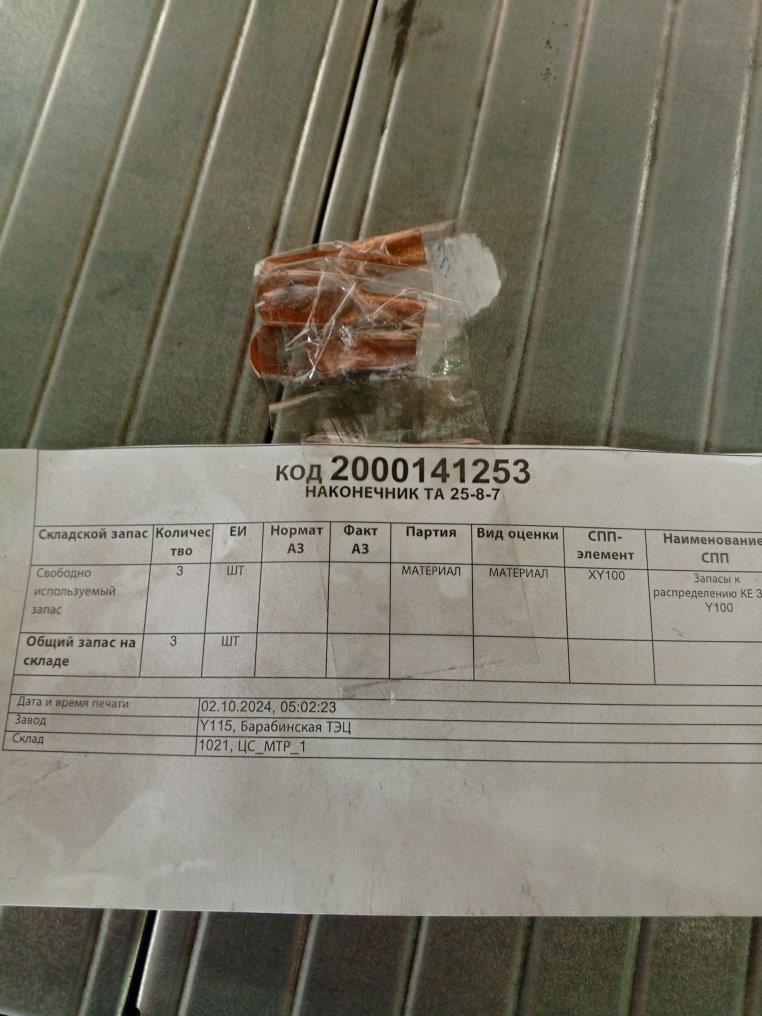 КОД 2000141253
НАКОНЕЧНИК ТА 25-8-7
Складской запас Количес тво ЕИ Нормат АЗ Факт АЗ Партия Вид оценки СПП-элемент Наименование СПП
Свободно используемый запас 3 ШТ МАТЕРИАЛ МАТЕРИАЛ XY100 Запасы к распределению КЕ З Y100
Общий запас на складе 3 ШТ
Дата и время печати 02.10.2024, 05:02:23
Завод Y115, Барабинская ТЭЦ
Склад 1021, ЦС_МТР_1